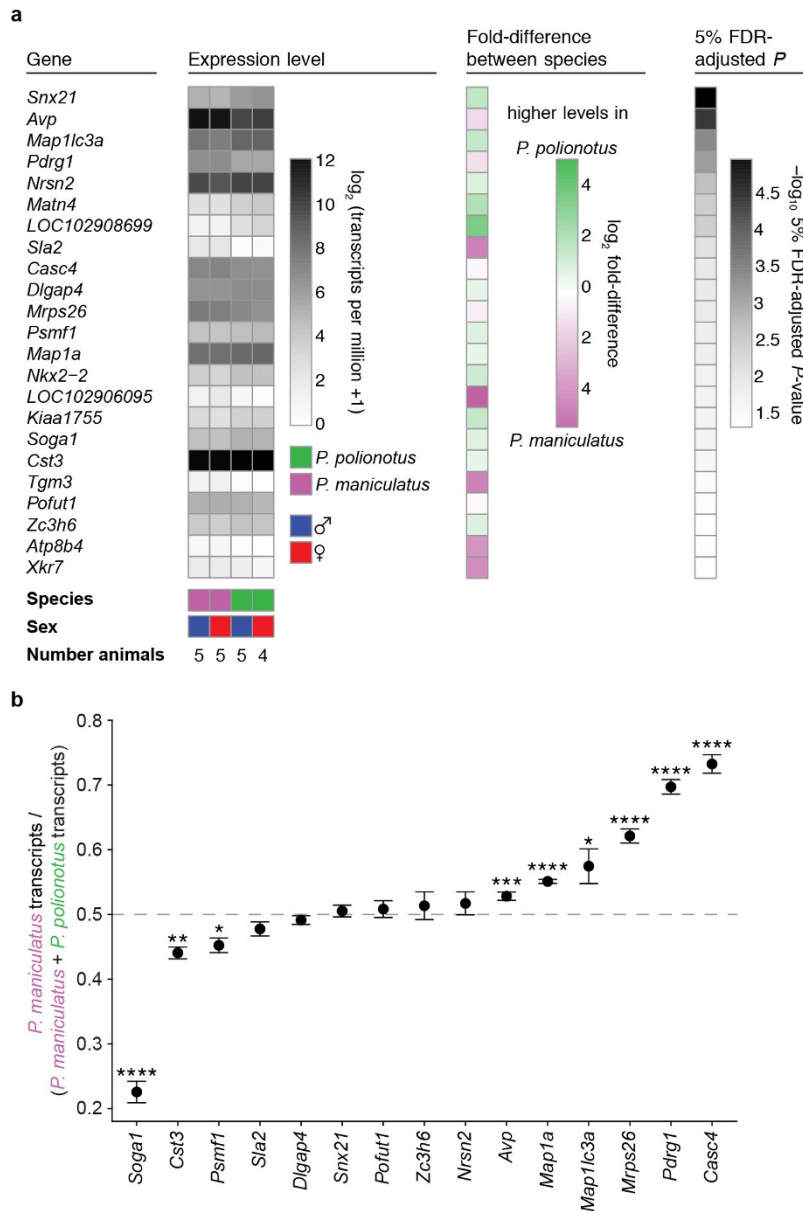 a
Gene
Expression level
Fold-difference
between species
5% FDR-
adjusted P
Snx21
Avp
Map1lc3a
Pdrg1
Nrsn2
Matn4
LOC102908699
Sla2
Casc4
Dlgap4
Mrps26
Psmf1
Map1a
Nkx2−2
LOC102906095
Kiaa1755
Soga1
Cst3
Tgm3
Pofut1
Zc3h6
Atp8b4
Xkr7
Species
Sex
Number animals
5 5 5 4
12
10
8
6
4
2
0
log2 (transcripts per million +1)
P. polionotus
P. maniculatus
♂
♀
higher levels in
P. polionotus
4
2
0
2
4
log2 fold-difference
P. maniculatus
4.5
4
3.5
3
2.5
2
1.5
−log10 5% FDR-adjusted P-value
b
P. maniculatus transcripts /
(P. maniculatus + P. polionotus transcripts)
0.8
0.7
0.6
0.5
0.4
0.3
0.2
****
**
*
***
****
*
****
****
****
Soga1
Cst3
Psmf1
Sla2
Dlgap4
Snx21
Pofut1
Zc3h6
Nrsn2
Avp
Map1a
Map1lc3a
Mrps26
Pdrg1
Casc4